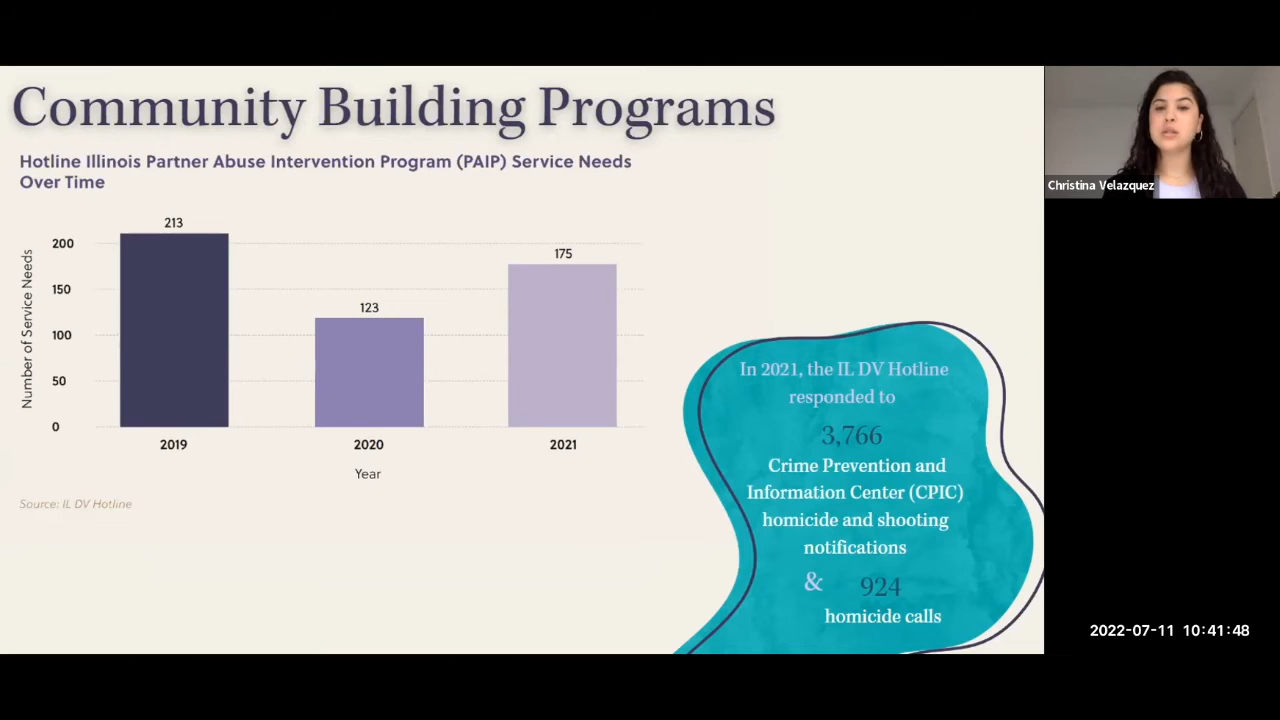 Community Building Programs
Hotline Illinois Partner Abuse Intervention Program (PAIP) Service Needs
Over Time
213
200
175
150
123
100
50
0
Number of Service Needs
2019
2020
2021
Year
Source: IL DV Hotline
In 2021, the IL DV Hotline
responded to
3,766
Crime Prevention and
Information Center (CPIC)
homicide and shooting
notifications
& 924
homicide calls
Christina Velazquez
2022-07-11 10:41:48